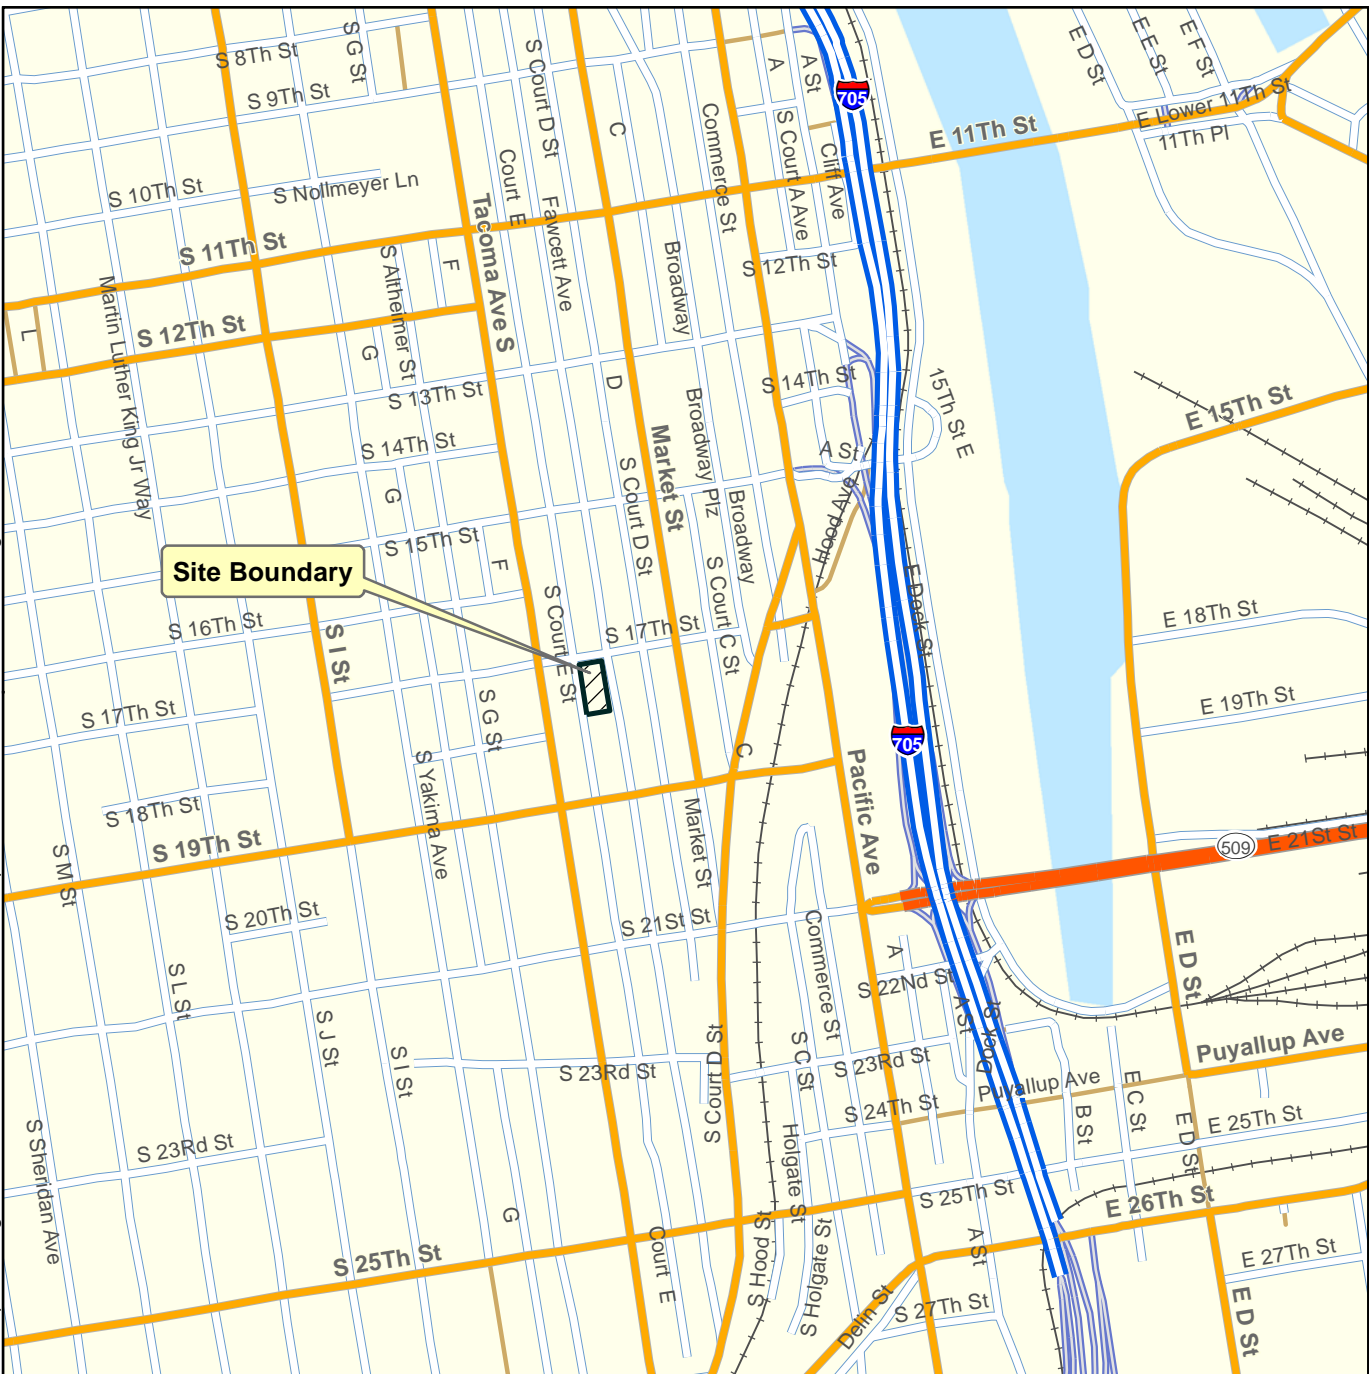 S 8Th St
S G St
S 9Th St
S Court D St
C
A
A St
705
E D St
E E St
E F St
E Lower 11Th St
11Th Pl
E 11Th St
Commerce St
S Court A Ave
Cliff Ave
S 10Th St
S Nollmeyer Ln
Court E
Fawcett Ave
Tacoma Ave S
S 11Th St
S Altheimer St
F
Broadway
S 12Th St
Martin Luther King Jr Way
L
S 12Th St
G
S 13Th St
D
S 14Th St
15Th St E
E 15Th St
S 14Th St
Market St
Broadway Plz
A St
G
S Court D St
Broadway
Hood Ave
S 15Th St
F
Site Boundary
S Court E St
S Court C St
E Dock St
S 16Th St
S 17Th St
E 18Th St
S I St
S 17Th St
S G St
E 19Th St
705
C
S Yakima Ave
Pacific Ave
S 18Th St
Market St
S 19Th St
509
E 21St St
S M St
S 20Th St
S 21St St
Commerce St
A
E D St
S L St
S 22Nd St
A St
Dock St
S J St
S I St
S Court D St
S C St
S 23Rd St
S 23Rd St
Puyallup Ave
Puyallup Ave
S 24Th St
B St
E C St
E D St
E 25Th St
S Sheridan Ave
S 23Rd St
Holgate St
S 25Th St
E 26Th St
G
Court E
S Hood St
S Holgate St
A St
S 25Th St
E 27Th St
Delin St
S 27Th St
E D St